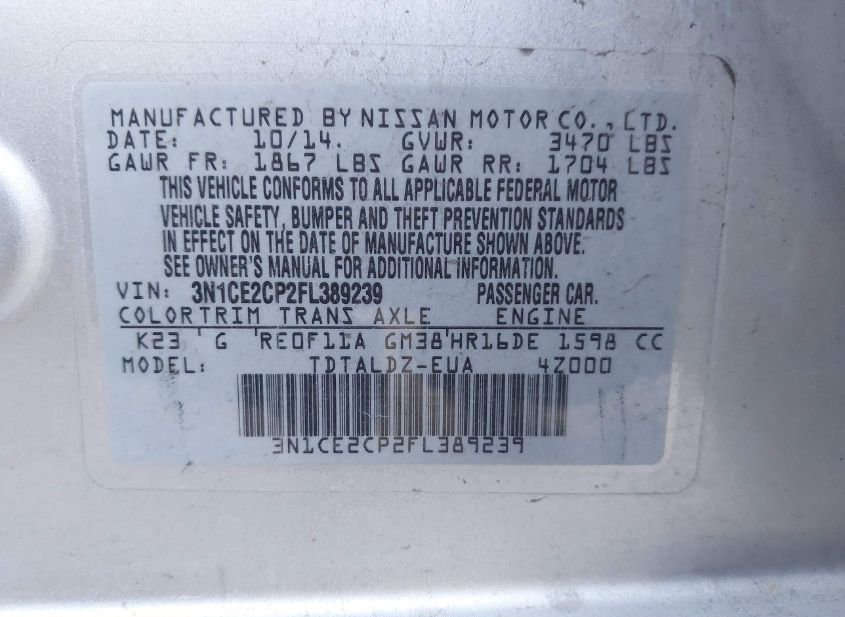 MANUFACTURED BY NISSAN MOTOR CO., LTD.
DATE: 10/14. GVWR: 3470 LBS
GAWR FR: 1867 LBS GAWR RR: 1704 LBS
THIS VEHICLE CONFORMS TO ALL APPLICABLE FEDERAL MOTOR
VEHICLE SAFETY, BUMPER AND THEFT PREVENTION STANDARDS
IN EFFECT ON THE DATE OF MANUFACTURE SHOWN ABOVE.
SEE OWNER'S MANUAL FOR ADDITIONAL INFORMATION.
VIN: 3N1CE2CP2FL389239 PASSENGER CAR.
COLORTRIM TRANS AXLE ENGINE
K23 ' G ' RE0F11A GM38 ' HR16DE 1598 CC
MODEL: TDTALDZ-EUA 4Z000
3N1CE2CP2FL389239